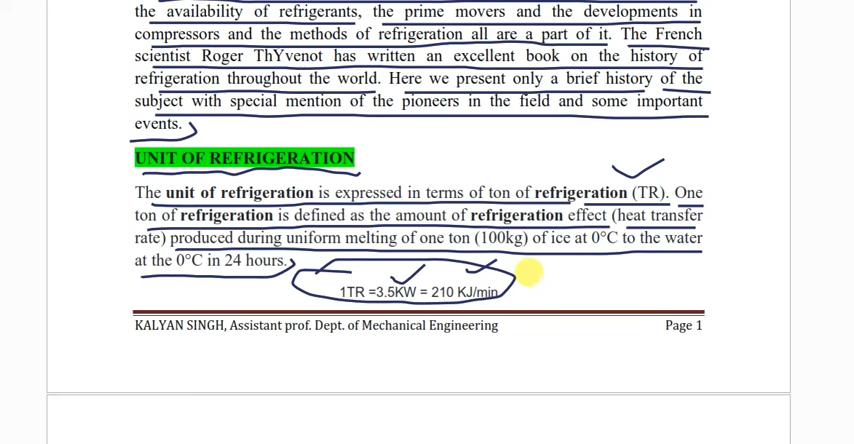 the availability of refrigerants, the prime movers and the developments in
compressors and the methods of refrigeration all are a part of it. The French
scientist Roger ThYvenot has written an excellent book on the history of
refrigeration throughout the world. Here we present only a brief history of the
subject with special mention of the pioneers in the field and some important
events.
UNIT OF REFRIGERATION
The unit of refrigeration is expressed in terms of ton of refrigeration (TR). One
ton of refrigeration is defined as the amount of refrigeration effect (heat transfer
rate) produced during uniform melting of one ton (100kg) of ice at 0°C to the water
at the 0°C in 24 hours.
1TR =3.5KW = 210 KJ/min
KALYAN SINGH, Assistant prof. Dept. of Mechanical Engineering Page 1